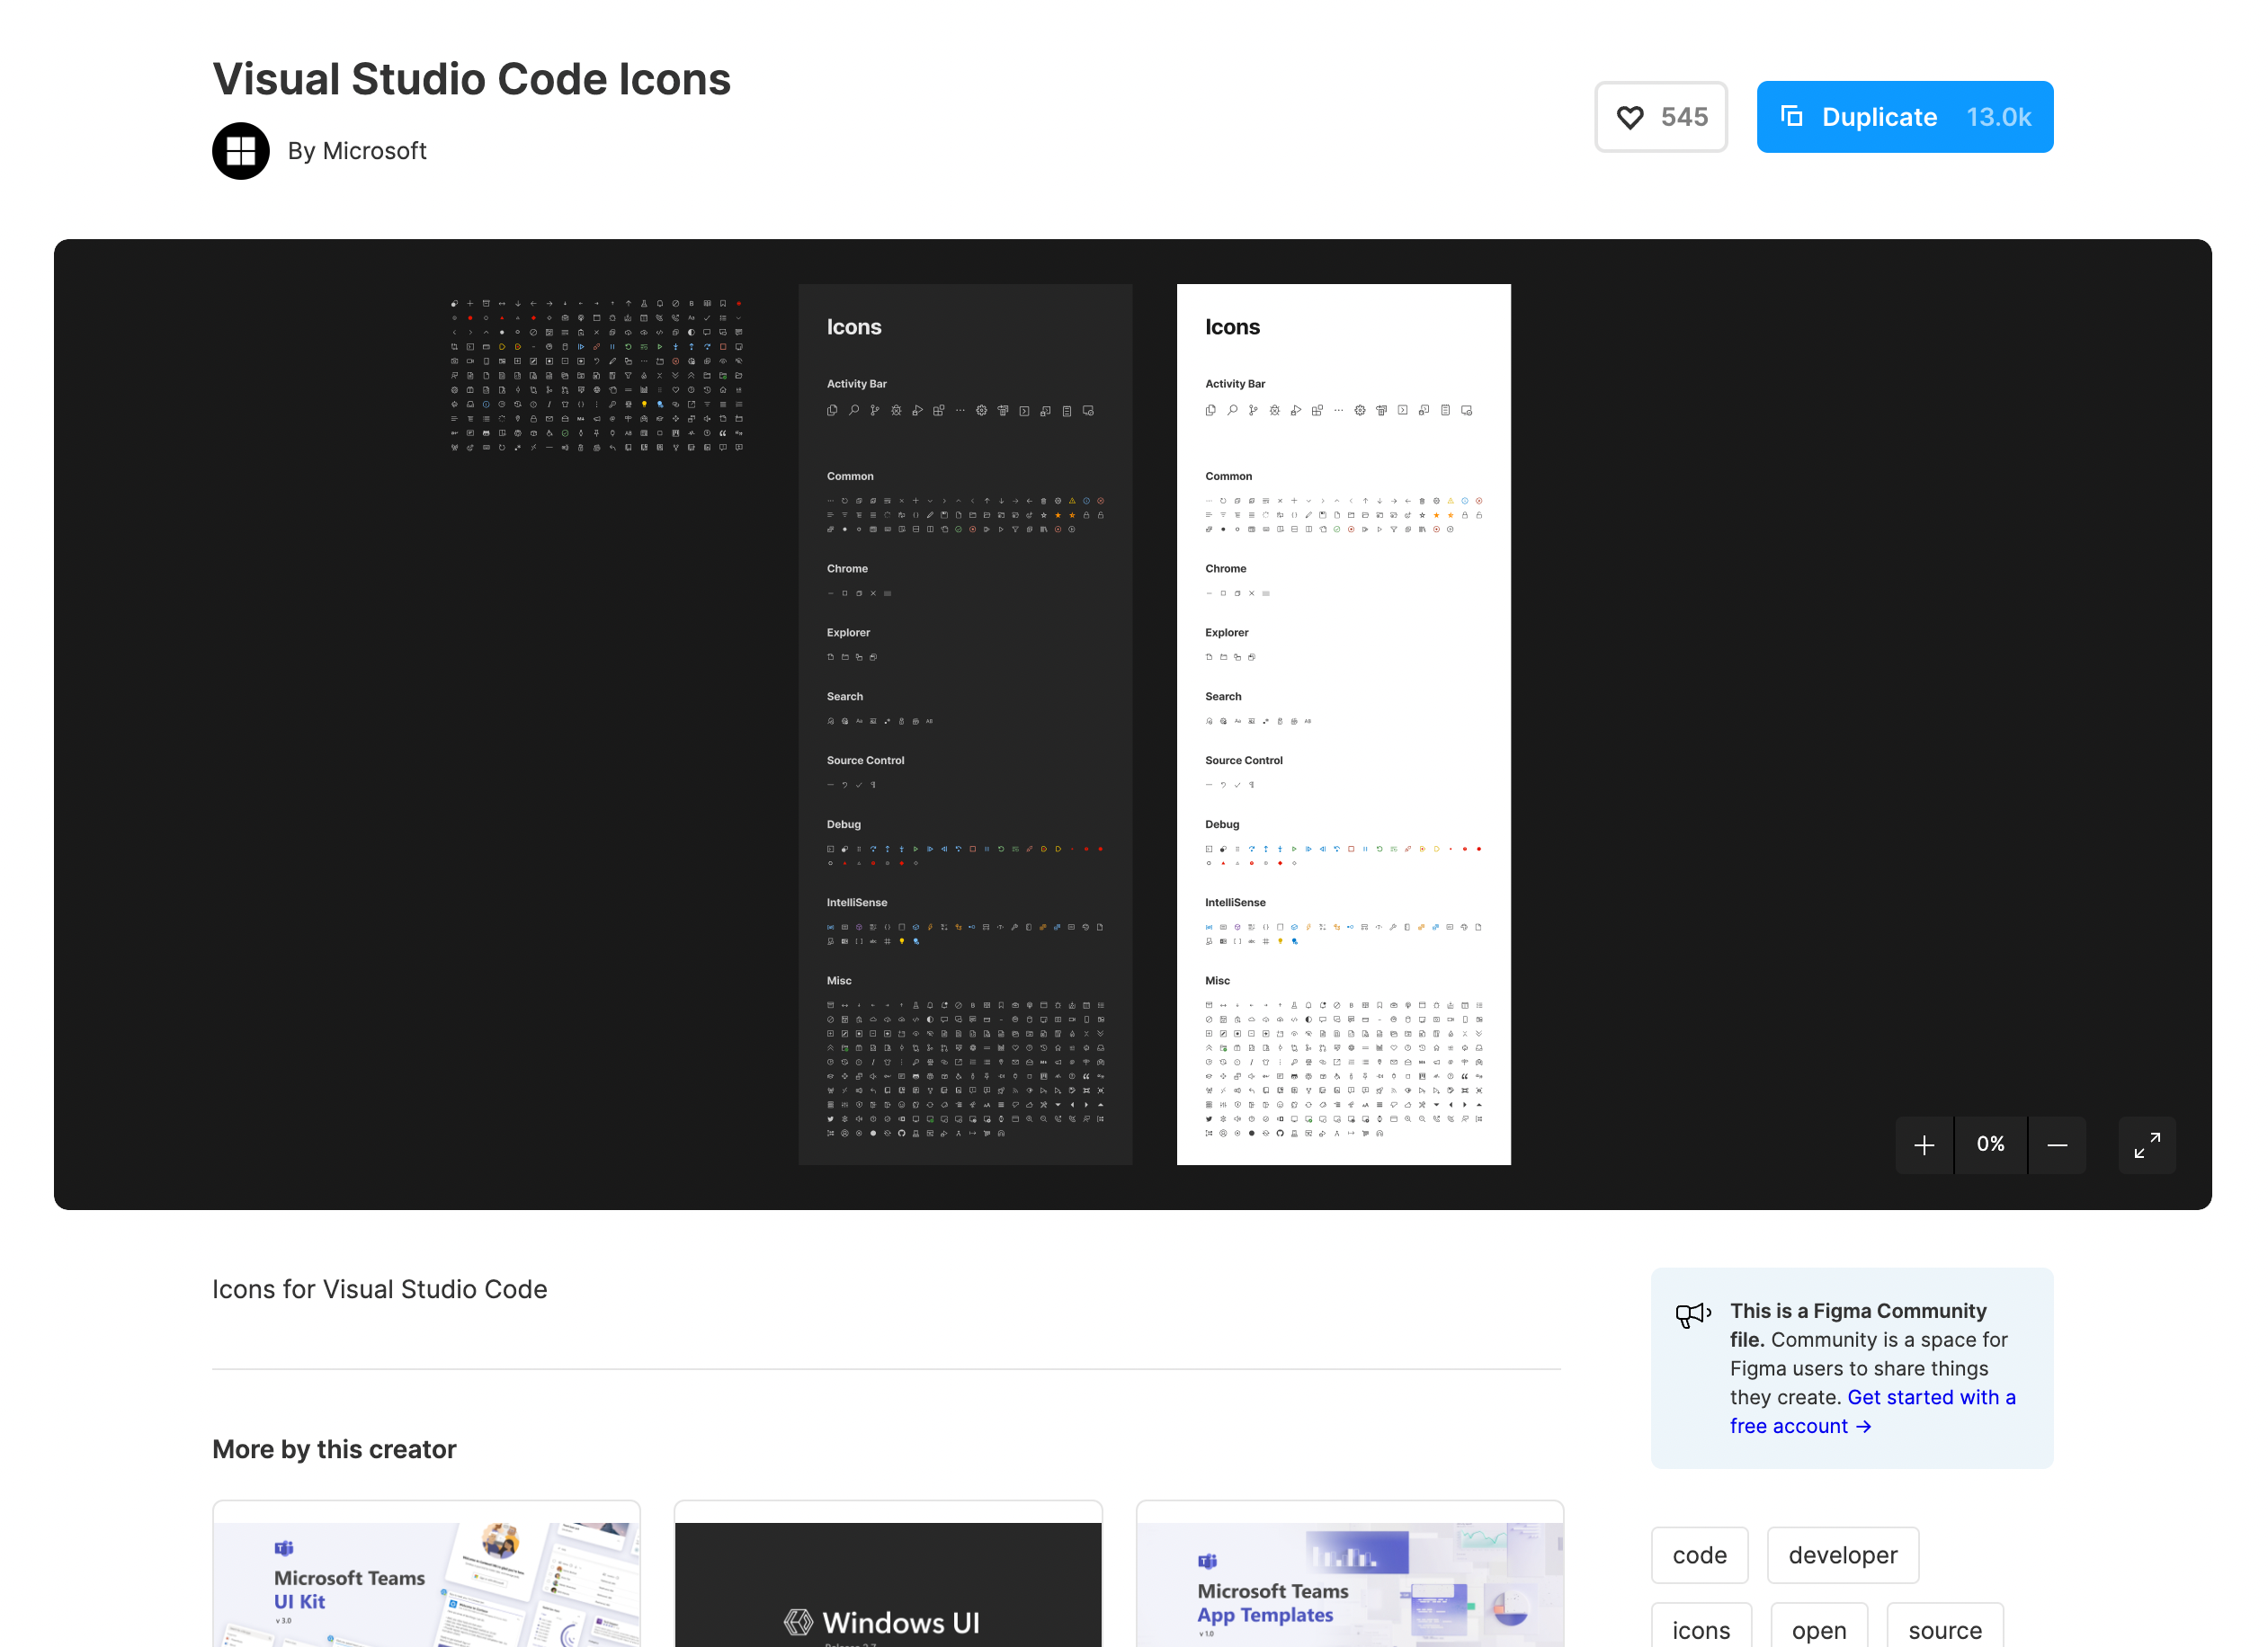 Visual Studio Code Icons
By Microsoft
545
Duplicate 13.0k
Icons
Activity Bar
Common
Chrome
Explorer
Search
Source Control
Debug
IntelliSense
Misc
Icons
Activity Bar
Common
Chrome
Explorer
Search
Source Control
Debug
IntelliSense
Misc
0%
Icons for Visual Studio Code
This is a Figma Community
file. Community is a space for
Figma users to share things
they create. Get started with a
free account →
More by this creator
Microsoft Teams
UI Kit
v 3.0
Windows UI
Microsoft Teams
App Templates
v 1.0
code
developer
icons
open
source